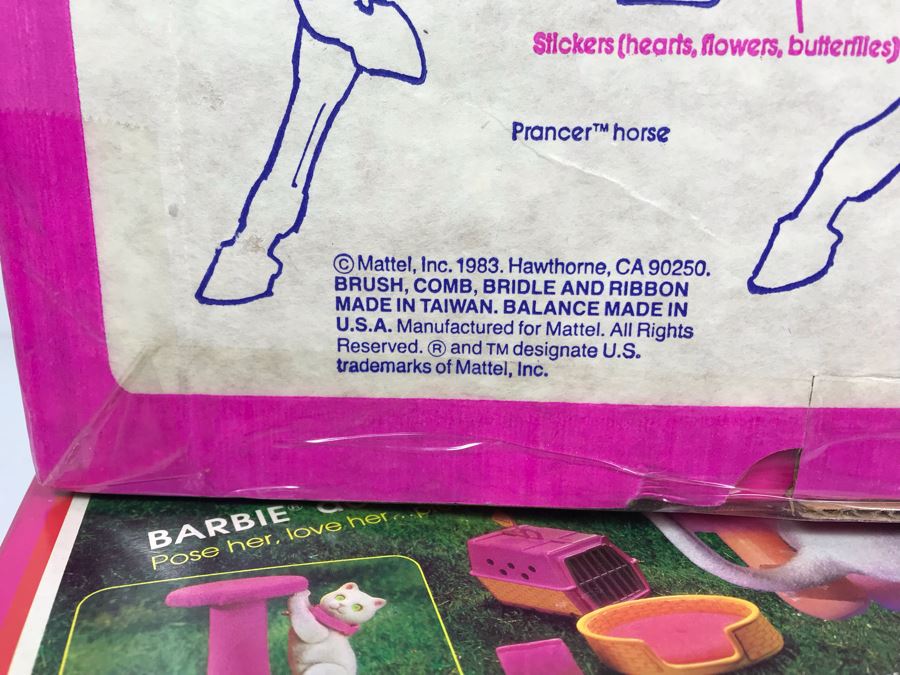 Stickers (hearts, flowers, butterflies)
Prancer™ horse
© Mattel, Inc. 1983. Hawthorne, CA 90250.
BRUSH, COMB, BRIDLE AND RIBBON
MADE IN TAIWAN. BALANCE MADE IN
U.S.A. Manufactured for Mattel. All Rights
Reserved. ® and TM designate U.S.
trademarks of Mattel, Inc.
BARBIE®
Pose her, love her...